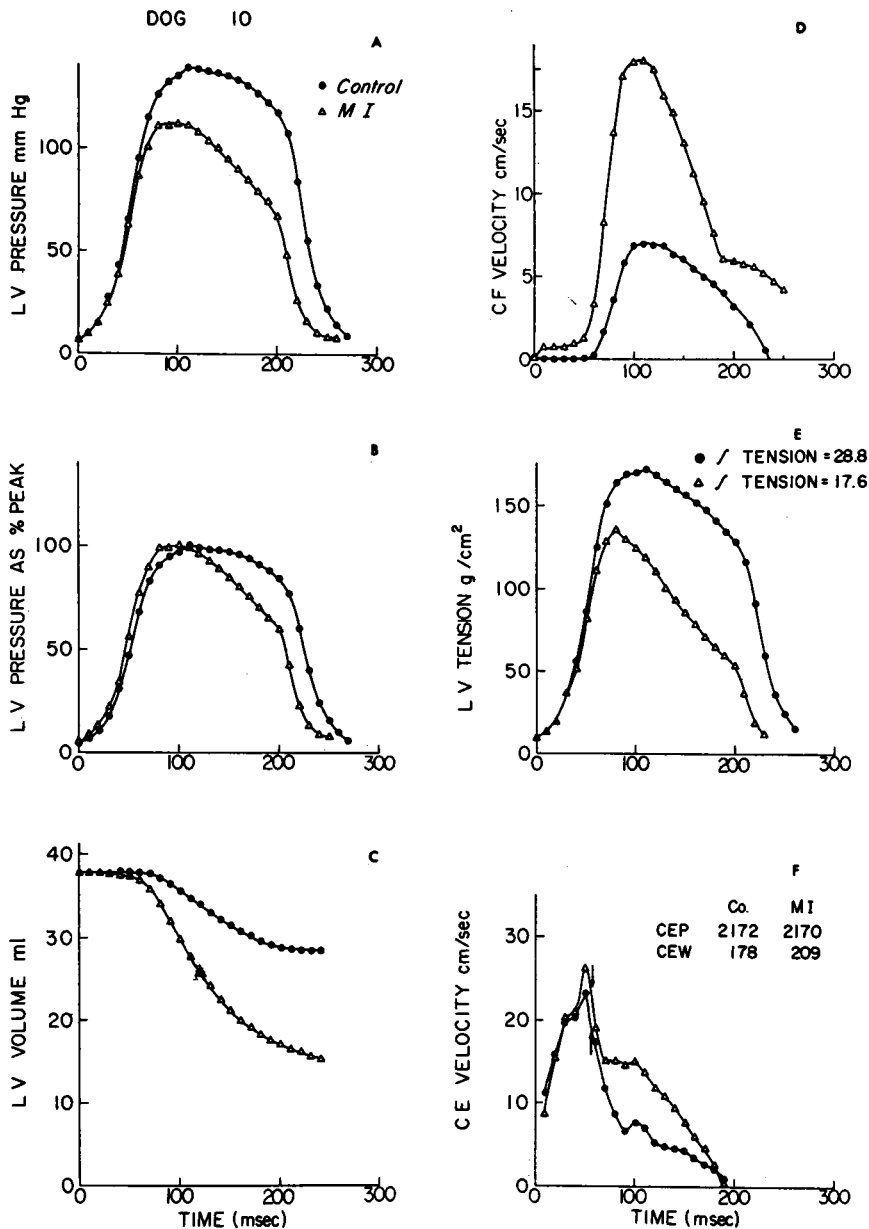 DOG 10
A
Control
M I
LV PRESSURE mm Hg
100
50
0
0 100 200 300
B
LV PRESSURE AS % PEAK
100
50
0
0 100 200 300
C
LV VOLUME ml
40
30
20
10
0
0 100 200 300
TIME (msec)
D
CF VELOCITY cm/sec
15
10
5
0
0 100 200 300
E
∫ TENSION = 28.8
∫ TENSION = 17.6
LV TENSION g/cm²
150
100
50
0
0 100 200 300
F
Co. MI
CEP 2172 2170
CEW 178 209
CE VELOCITY cm/sec
30
20
10
0
0 100 200 300
TIME (msec)